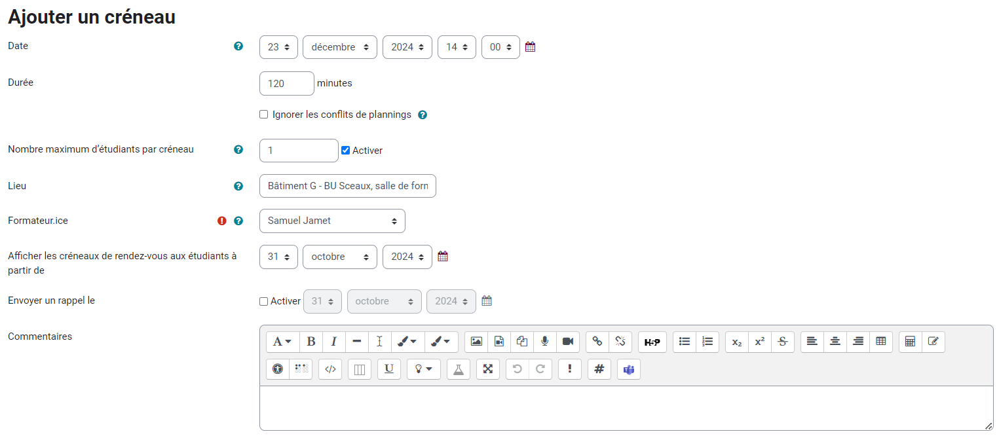 Ajouter un créneau
Date 23 décembre 2024 14 00
Durée 120 minutes
Ignorer les conflits de plannings
Nombre maximum d'étudiants par créneau 1 Activer
Lieu Bâtiment G - BU Sceaux, salle de forn
Formateur.ice Samuel Jamet
Afficher les créneaux de rendez-vous aux étudiants à
partir de 31 octobre 2024
Envoyer un rappel le Activer 31 octobre 2024
Commentaires
A B I H5P x₂ x² S
</> U ! #